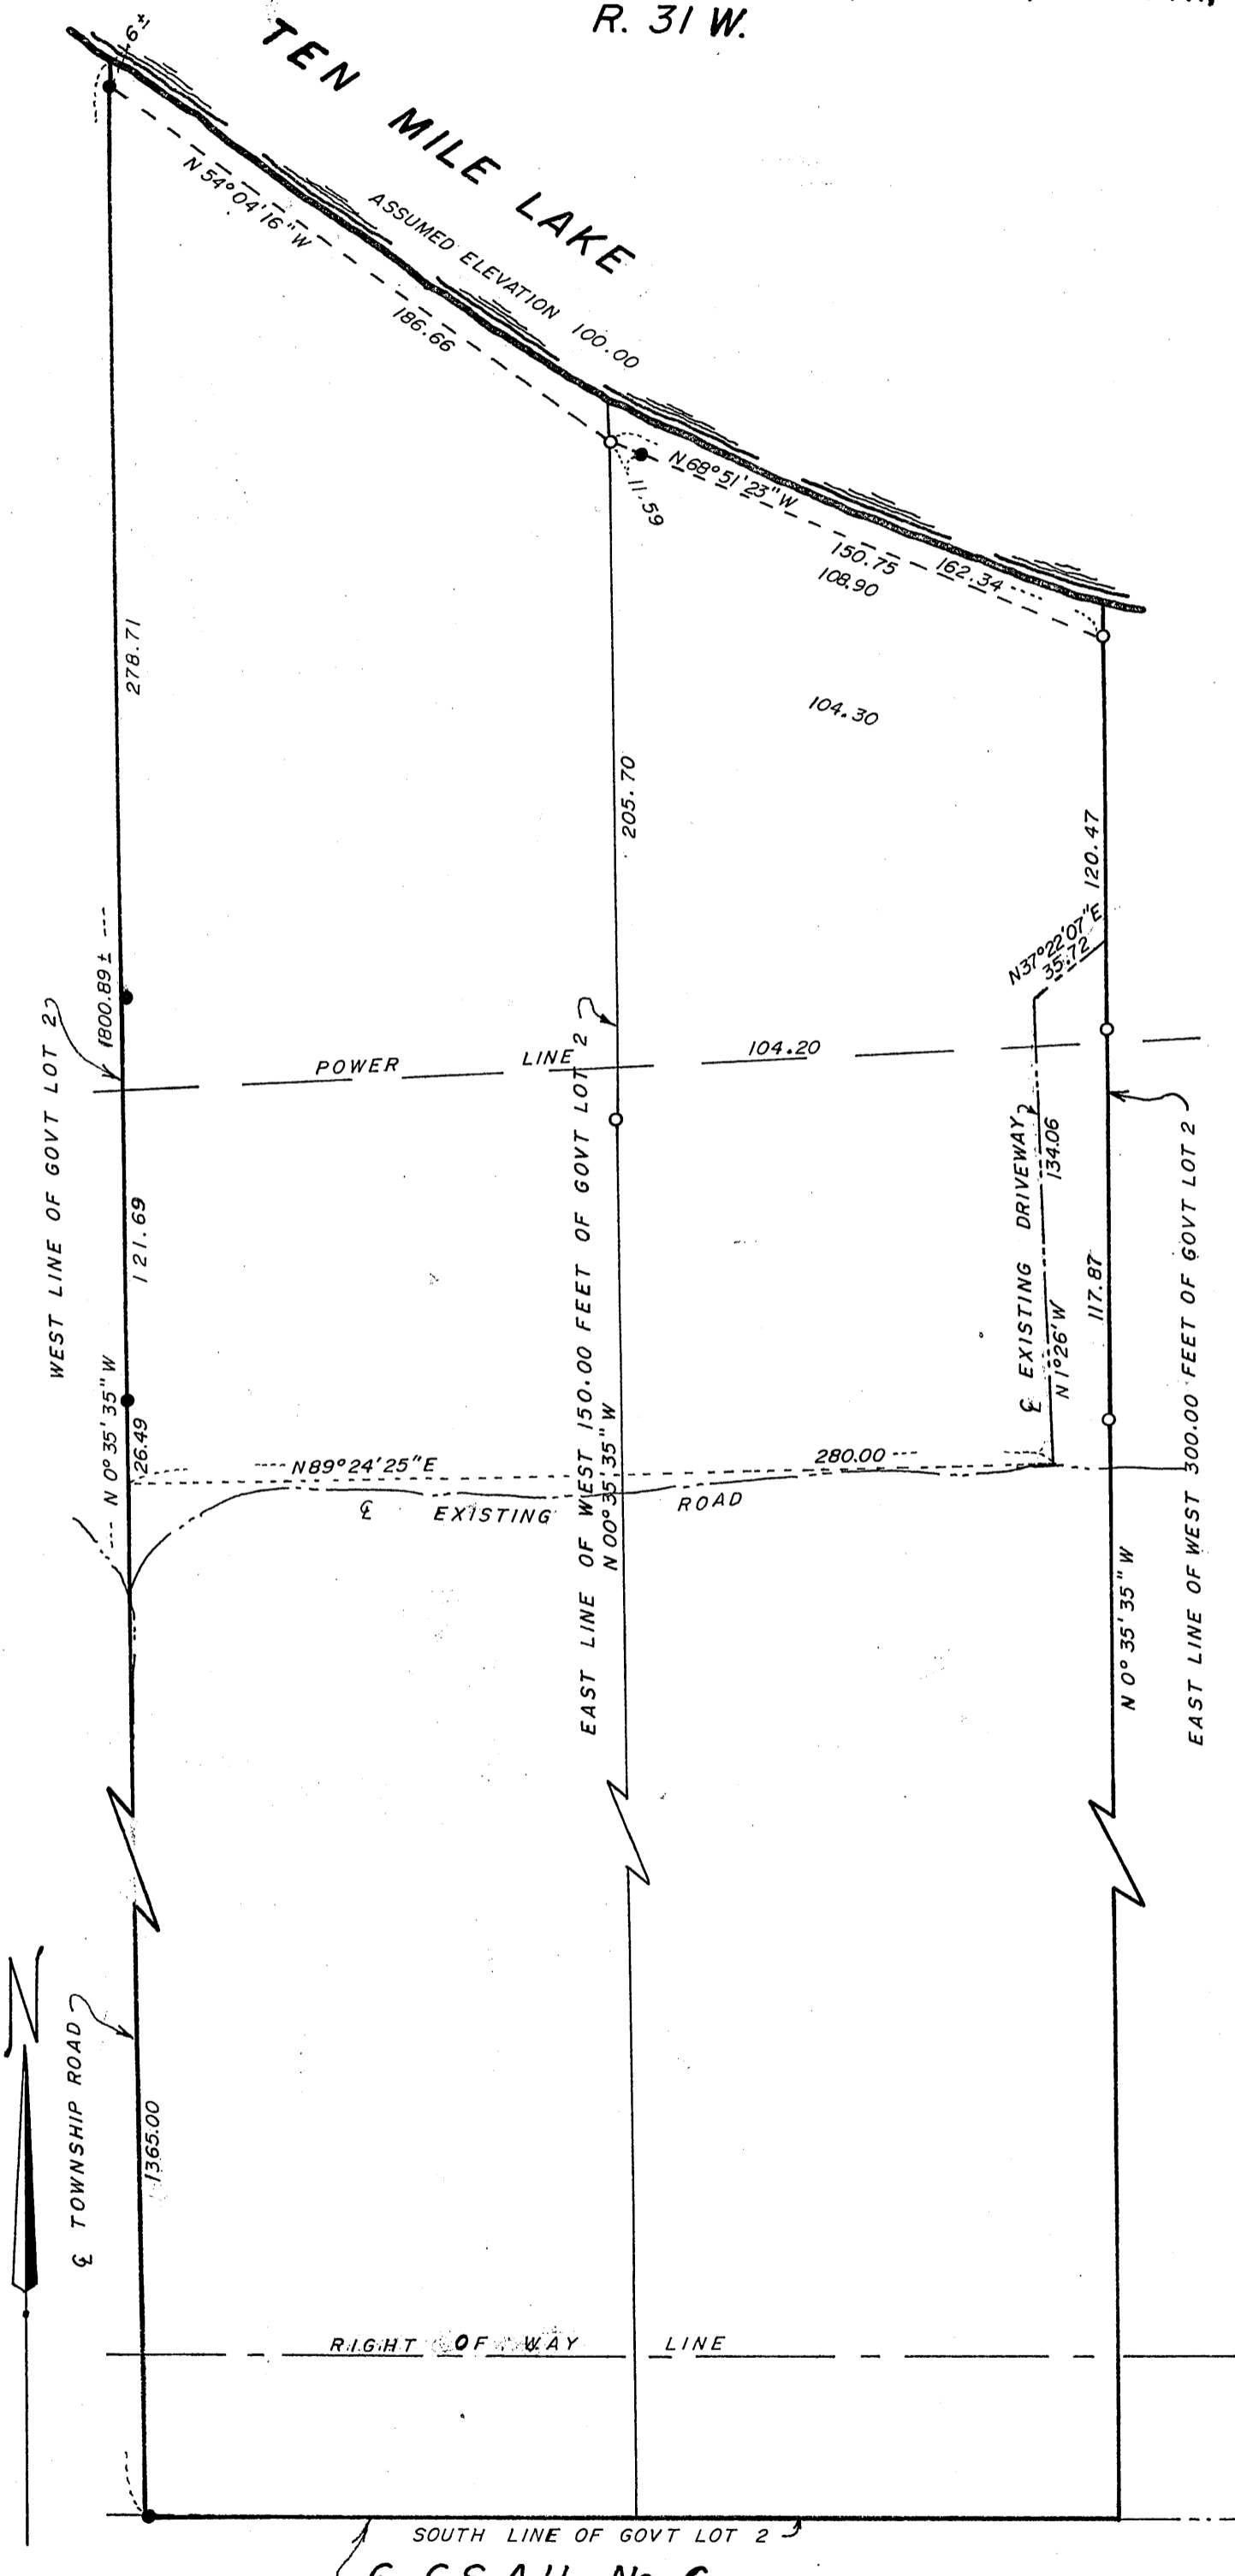 R. 31 W.
6±
TEN MILE LAKE
N 54°04'16" W
ASSUMED ELEVATION 100.00
186.66
N 68°51'23" W
11.59
150.75
162.34
108.90
278.71
104.30
205.70
120.47
N 37°22'07" E
35.72
1800.89 ±
WEST LINE OF GOVT LOT 2
POWER LINE
104.20
EAST LINE OF WEST 150.00 FEET OF GOVT LOT 2
121.69
℄ EXISTING DRIVEWAY
134.06
N 1°26' W
117.87
EAST LINE OF WEST 300.00 FEET OF GOVT LOT 2
N 0° 35' 35" W
26.49
N 89° 24' 25" E
280.00
℄ EXISTING ROAD
N 00° 35' 35" W
N 0° 35' 35" W
N
℄ TOWNSHIP ROAD
1365.00
RIGHT OF WAY LINE
SOUTH LINE OF GOVT LOT 2